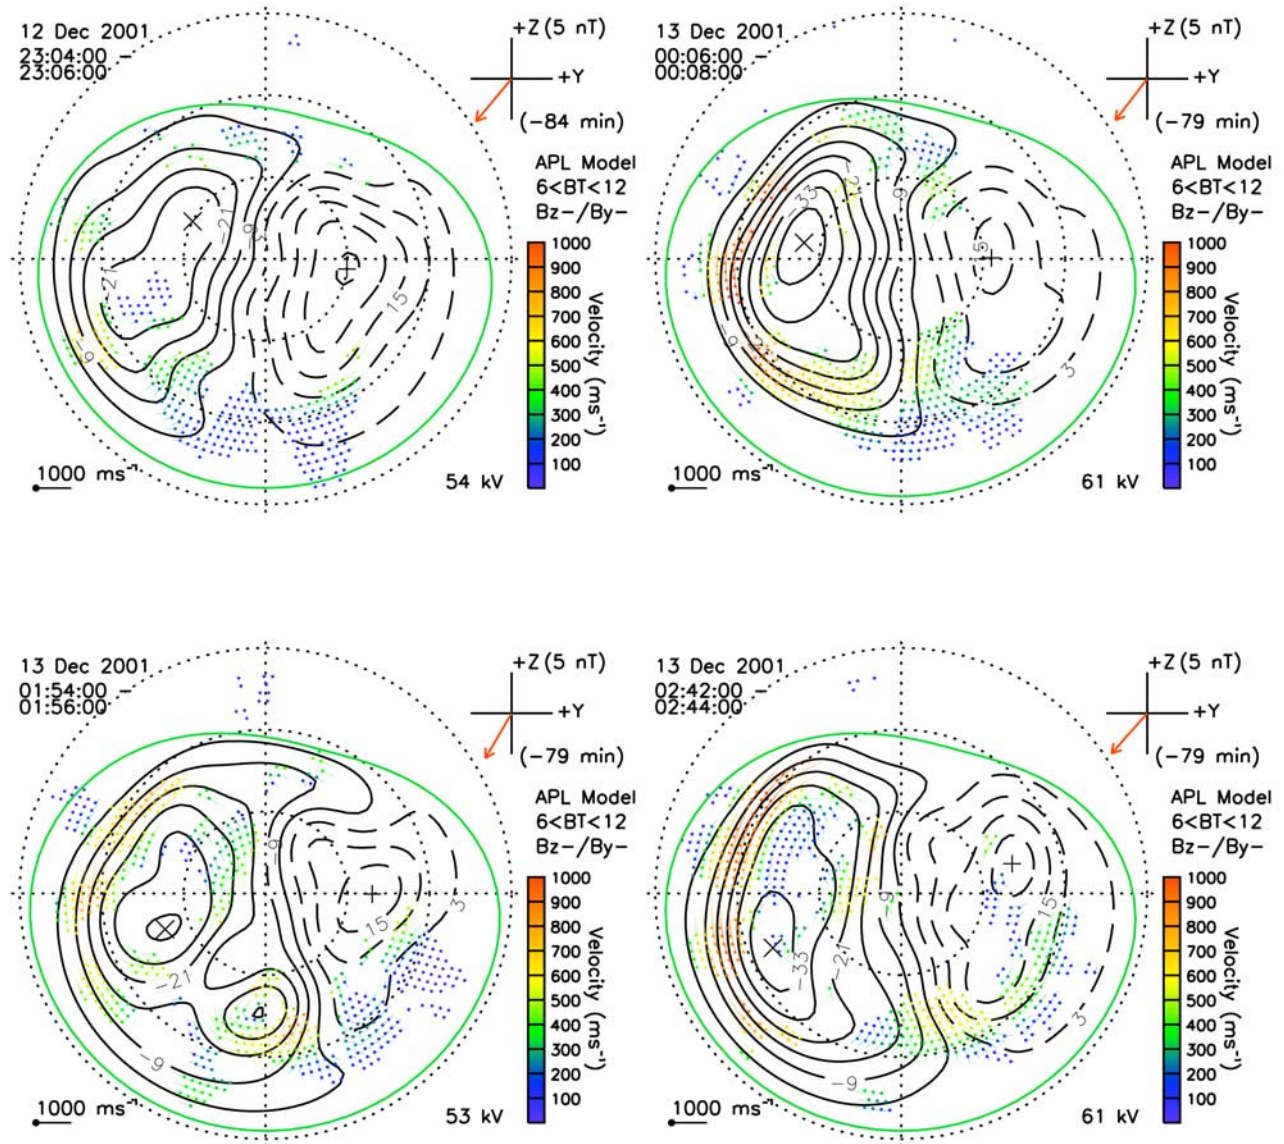 12 Dec 2001
23:04:00 –
23:06:00
+Z (5 nT)
+Y
(−84 min)
APL Model
6<BT<12
Bz−/By−
1000
900
800
700
600
500
400
300
200
100
Velocity (ms⁻¹)
−21
−9
−21
−9
15
1000 ms⁻¹
54 kV
13 Dec 2001
00:06:00 –
00:08:00
+Z (5 nT)
+Y
(−79 min)
APL Model
6<BT<12
Bz−/By−
1000
900
800
700
600
500
400
300
200
100
Velocity (ms⁻¹)
−33
−21
−9
15
−9
3
1000 ms⁻¹
61 kV
13 Dec 2001
01:54:00 –
01:56:00
+Z (5 nT)
+Y
(−79 min)
APL Model
6<BT<12
Bz−/By−
1000
900
800
700
600
500
400
300
200
100
Velocity (ms⁻¹)
−9
3
15
−21
−9
1000 ms⁻¹
53 kV
13 Dec 2001
02:42:00 –
02:44:00
+Z (5 nT)
+Y
(−79 min)
APL Model
6<BT<12
Bz−/By−
1000
900
800
700
600
500
400
300
200
100
Velocity (ms⁻¹)
−9
15
−33
−21
3
−9
1000 ms⁻¹
61 kV